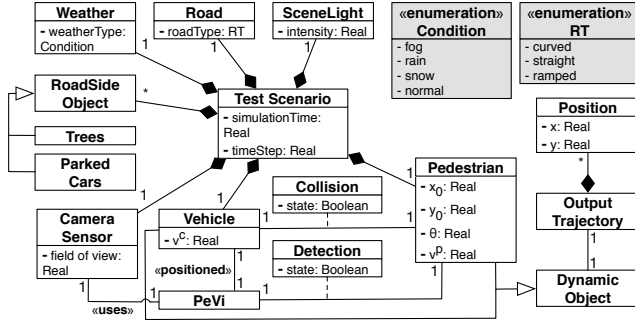 Weather
- weatherType:
Condition
1
Road
- roadType: RT
1
SceneLight
- intensity: Real
1
«enumeration»
Condition
- fog
- rain
- snow
- normal
«enumeration»
RT
- curved
- straight
- ramped
RoadSide
Object
*
Trees
Parked
Cars
Test Scenario
- simulationTime:
Real
- timeStep: Real
Position
- x: Real
- y: Real
*
Output
Trajectory
1
1
Dynamic
Object
Pedestrian
- x0: Real
- y0: Real
- θ: Real
- vp: Real
1
1
1
Collision
- state: Boolean
Detection
- state: Boolean
Camera
Sensor
- field of view:
Real
1
1
Vehicle
- vc: Real
1
1
1
«positioned»
1
PeVi
1
1
«uses»